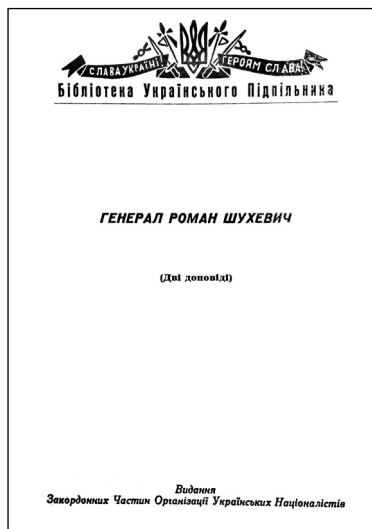 СЛАВА УКРАЇНІ! ГЕРОЯМ СЛАВА!
Бібліотека Українського Підпільника
ГЕНЕРАЛ РОМАН ШУХЕВИЧ
(Дві доповіді)
Видання
Закордонних Частин Організації Українських Націоналістів